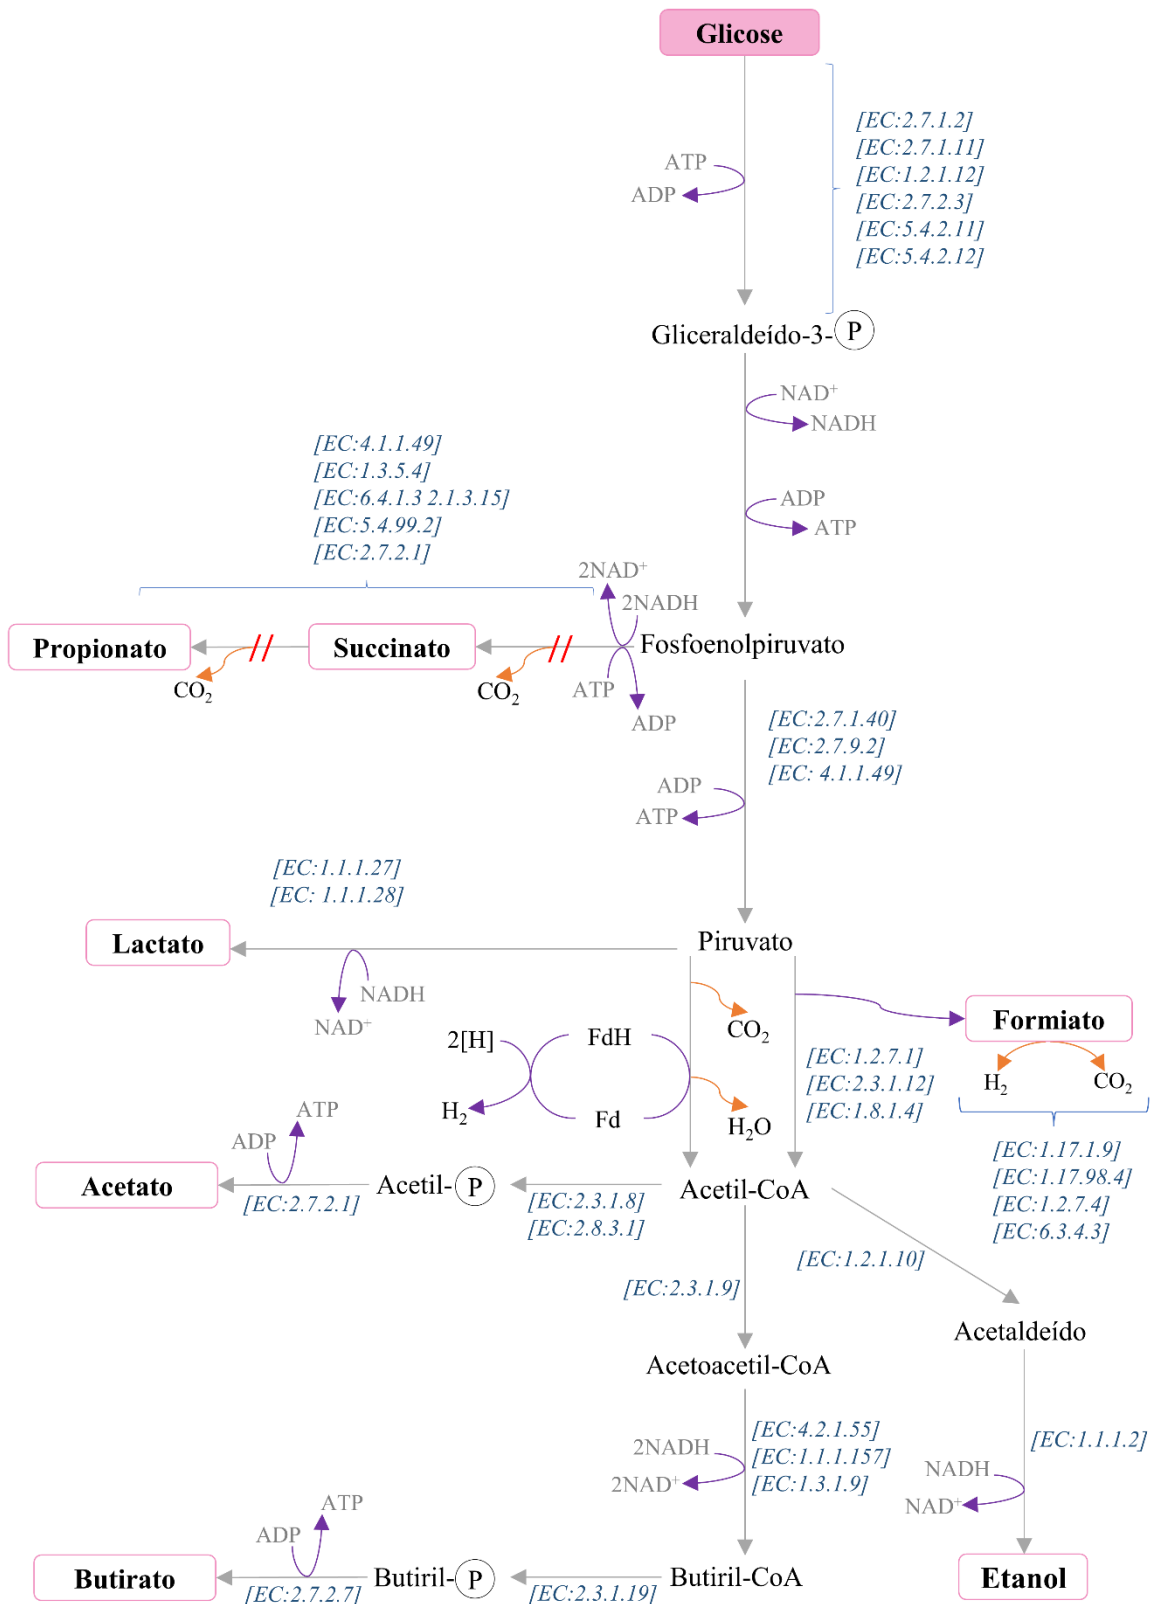 Glicose
[EC:2.7.1.2]
[EC:2.7.1.11]
[EC:1.2.1.12]
[EC:2.7.2.3]
[EC:5.4.2.11]
[EC:5.4.2.12]
ATP
ADP
Gliceraldeído-3-P
NAD⁺
NADH
ADP
ATP
[EC:4.1.1.49]
[EC:1.3.5.4]
[EC:6.4.1.3 2.1.3.15]
[EC:5.4.99.2]
[EC:2.7.2.1]
2NAD⁺
2NADH
Propionato
Succinato
Fosfoenolpiruvato
CO₂
CO₂
ATP
ADP
[EC:2.7.1.40]
[EC:2.7.9.2]
[EC: 4.1.1.49]
ADP
ATP
[EC:1.1.1.27]
[EC: 1.1.1.28]
Lactato
Piruvato
NADH
NAD⁺
CO₂
Formiato
2[H]
FdH
H₂
Fd
H₂O
[EC:1.2.7.1]
[EC:2.3.1.12]
[EC:1.8.1.4]
H₂
CO₂
[EC:1.17.1.9]
[EC:1.17.98.4]
[EC:1.2.7.4]
[EC:6.3.4.3]
ATP
ADP
Acetato
[EC:2.7.2.1]
Acetil-P
[EC:2.3.1.8]
[EC:2.8.3.1]
Acetil-CoA
[EC:1.2.1.10]
[EC:2.3.1.9]
Acetaldeído
Acetoacetil-CoA
2NADH
2NAD⁺
[EC:4.2.1.55]
[EC:1.1.1.157]
[EC:1.3.1.9]
[EC:1.1.1.2]
NADH
NAD⁺
ATP
ADP
Butirato
[EC:2.7.2.7]
Butiril-P
[EC:2.3.1.19]
Butiril-CoA
Etanol